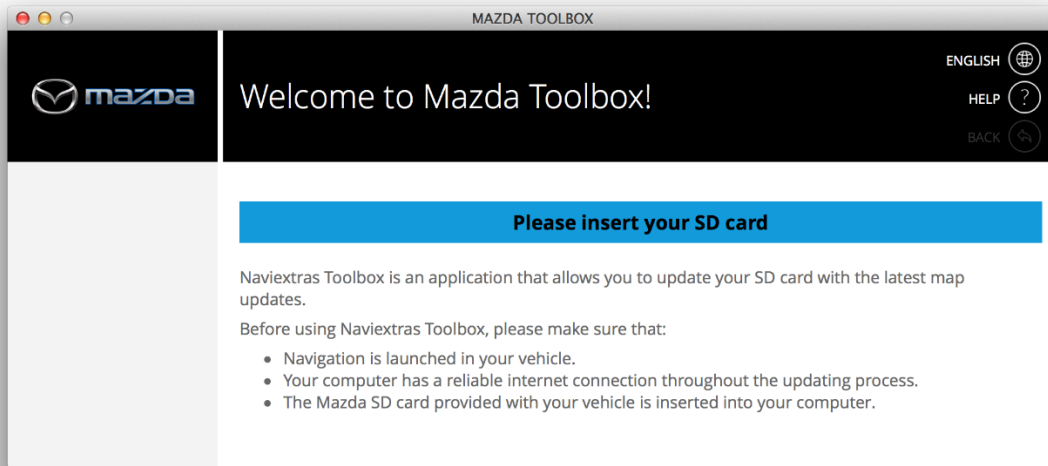 MAZDA TOOLBOX
mazda
Welcome to Mazda Toolbox!
ENGLISH
HELP ?
BACK
Please insert your SD card
Naviextras Toolbox is an application that allows you to update your SD card with the latest map
updates.
Before using Naviextras Toolbox, please make sure that:
• Navigation is launched in your vehicle.
• Your computer has a reliable internet connection throughout the updating process.
• The Mazda SD card provided with your vehicle is inserted into your computer.